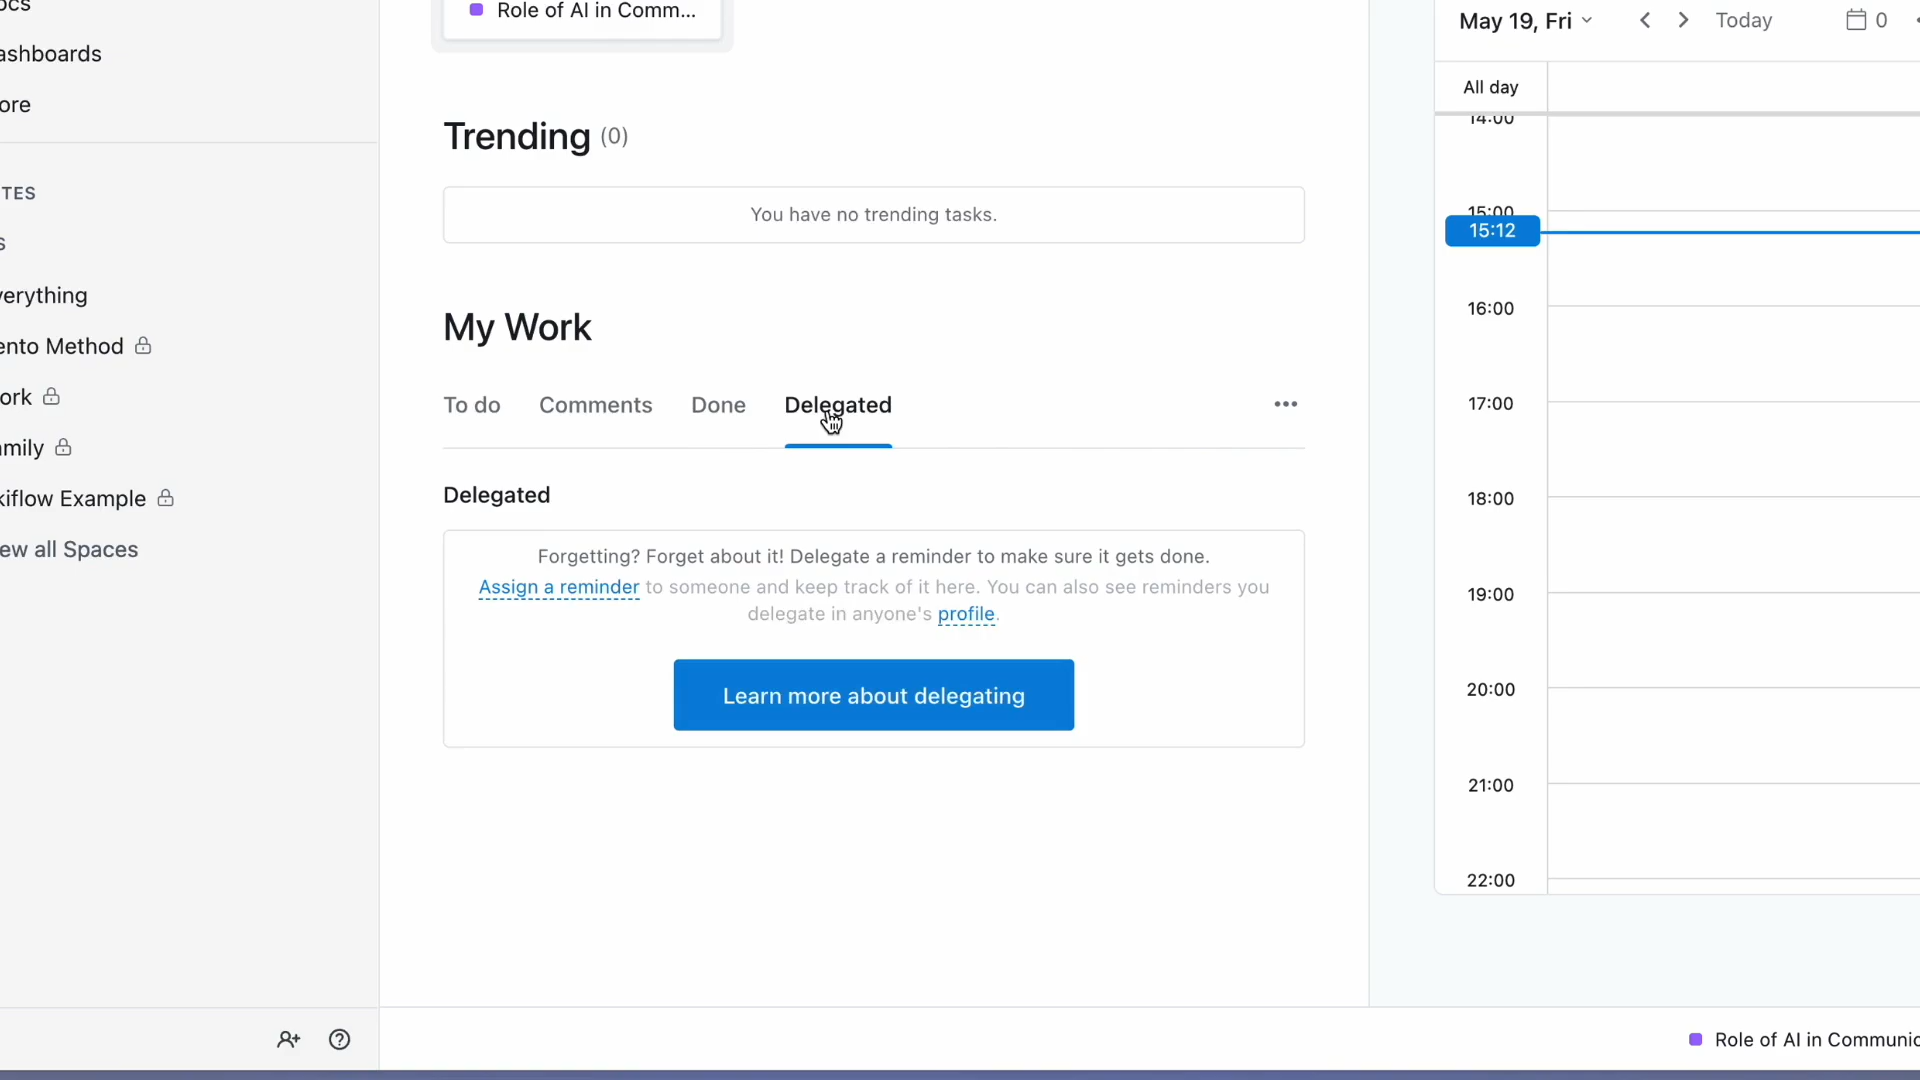 ocs
ashboards
ore
TES
S
verything
ento Method
ork
amily
kiflow Example
ew all Spaces
Role of AI in Comm...
Trending (0)
You have no trending tasks.
My Work
To do Comments Done Delegated
Delegated
Forgetting? Forget about it! Delegate a reminder to make sure it gets done.
Assign a reminder to someone and keep track of it here. You can also see reminders you
delegate in anyone's profile.
Learn more about delegating
May 19, Fri Today 0
All day
14:00
15:00
15:12
16:00
17:00
18:00
19:00
20:00
21:00
22:00
Role of AI in Communic